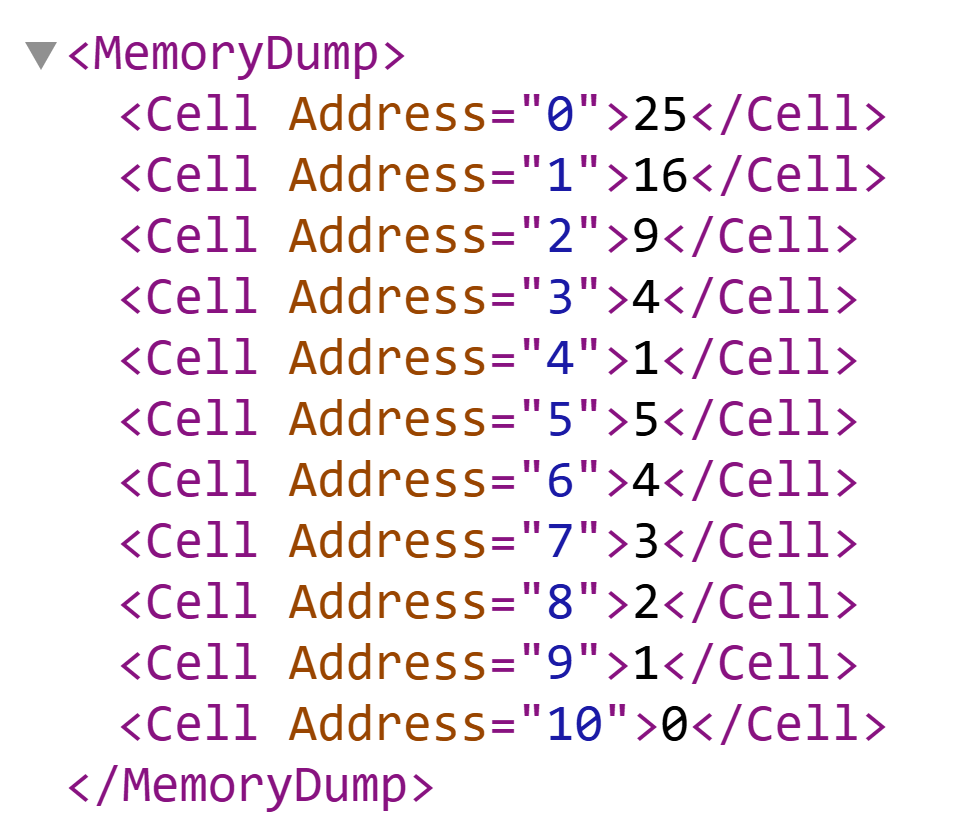 <MemoryDump>
<Cell Address="0">25</Cell>
<Cell Address="1">16</Cell>
<Cell Address="2">9</Cell>
<Cell Address="3">4</Cell>
<Cell Address="4">1</Cell>
<Cell Address="5">5</Cell>
<Cell Address="6">4</Cell>
<Cell Address="7">3</Cell>
<Cell Address="8">2</Cell>
<Cell Address="9">1</Cell>
<Cell Address="10">0</Cell>
</MemoryDump>